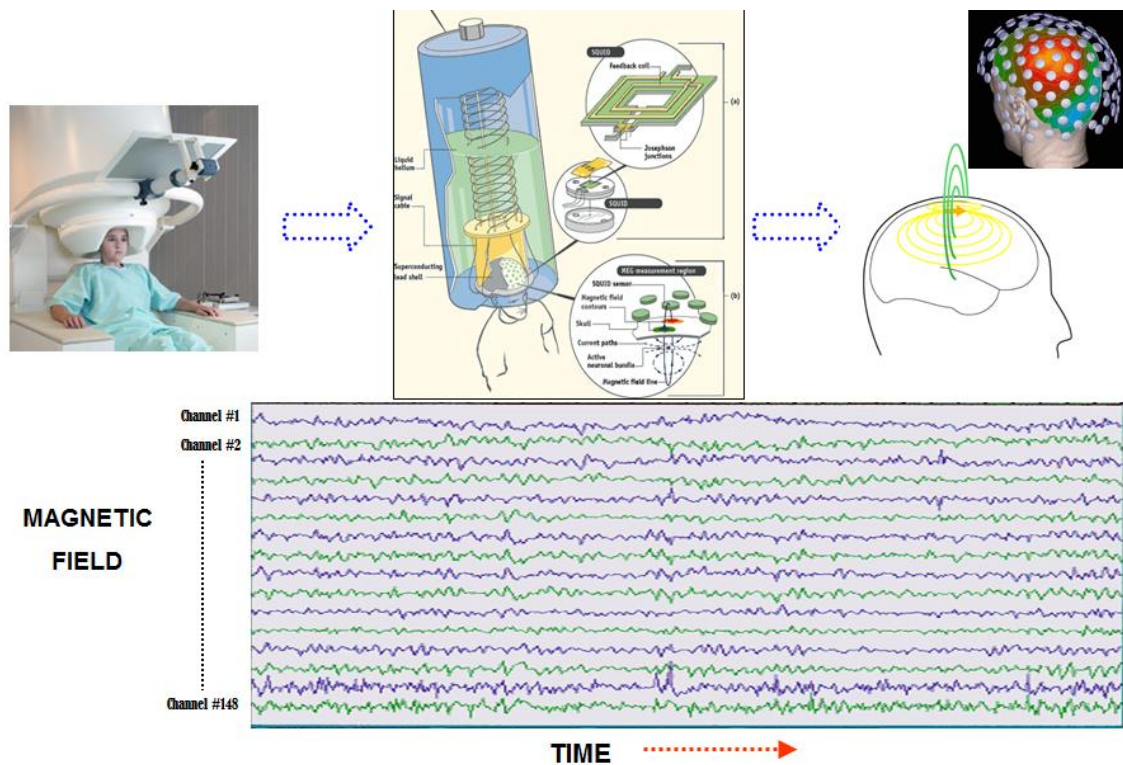 SQUID
Feedback coil
(a)
Josephson
junctions
Liquid
helium
Signal
cable
SQUID
Superconducting
lead shell
MEG measurement region
SQUID sensor
Magnetic field
contours
(b)
Skull
Current paths
Active
neuronal bundle
Magnetic field line
Channel #1
Channel #2
MAGNETIC
FIELD
Channel #148
TIME